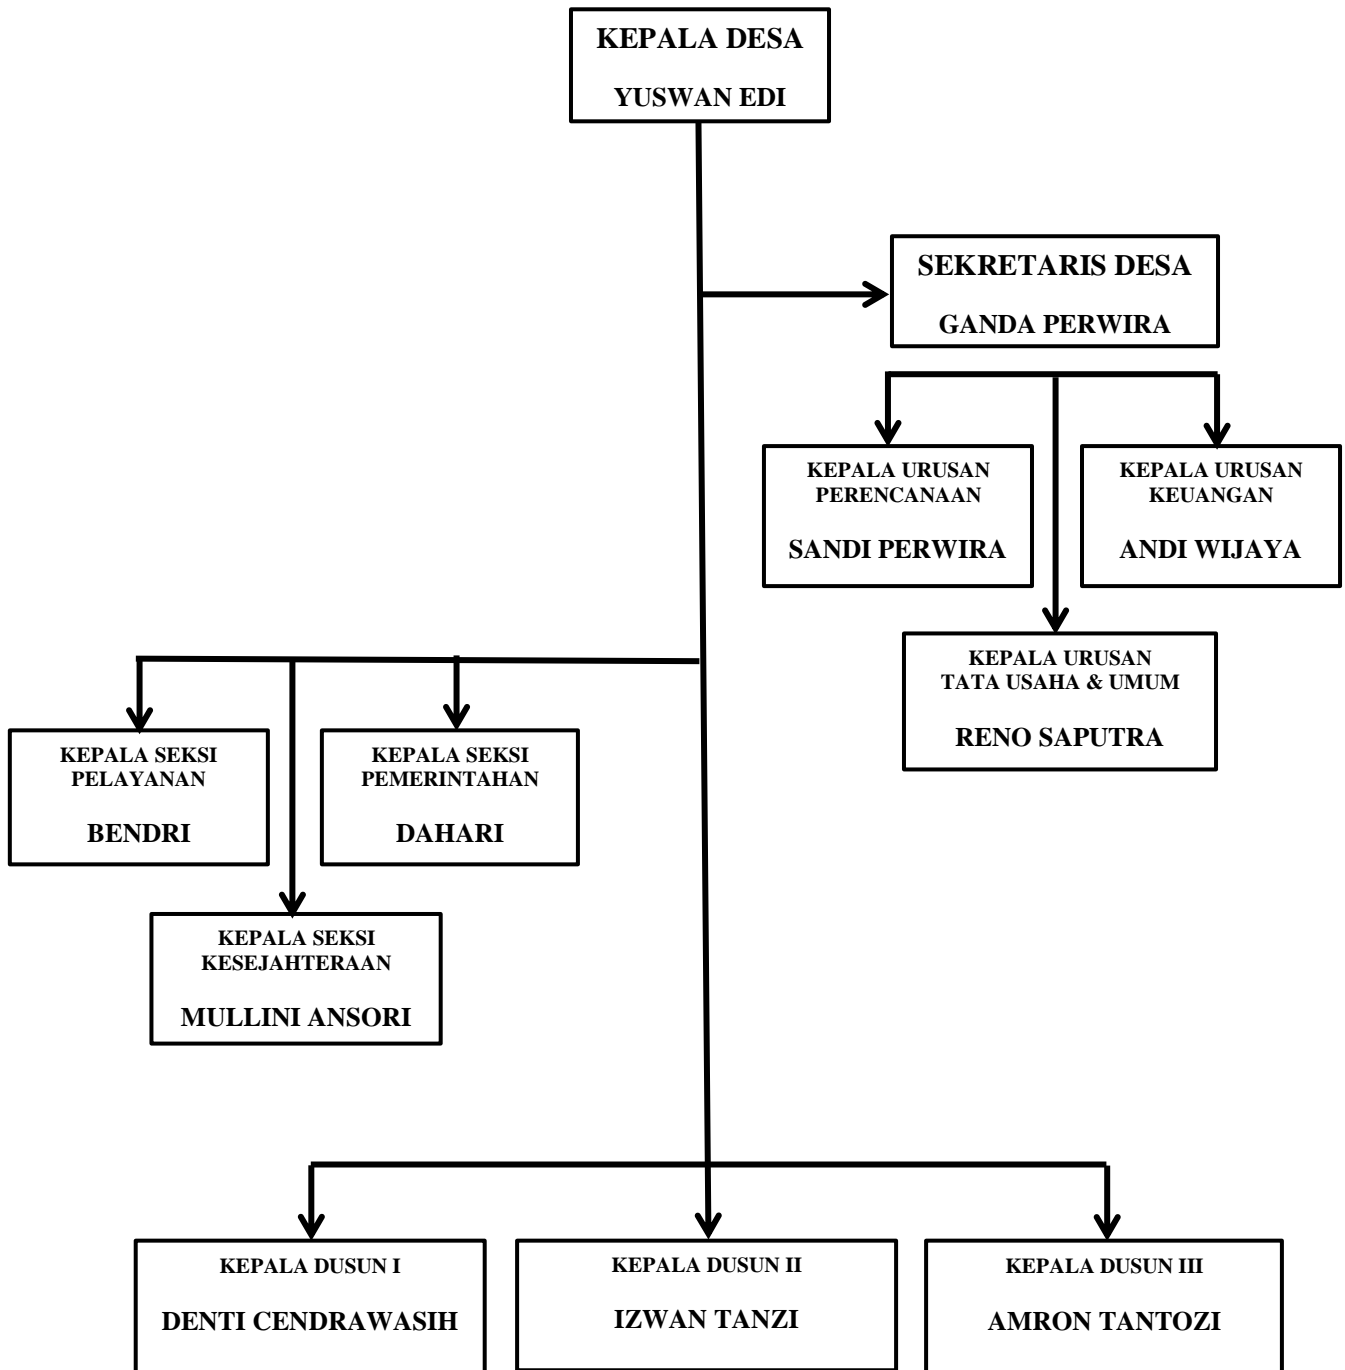 KEPALA DESA
YUSWAN EDI
SEKRETARIS DESA
GANDA PERWIRA
KEPALA URUSAN
PERENCANAAN
SANDI PERWIRA
KEPALA URUSAN
KEUANGAN
ANDI WIJAYA
KEPALA URUSAN
TATA USAHA & UMUM
RENO SAPUTRA
KEPALA SEKSI
PELAYANAN
BENDRI
KEPALA SEKSI
PEMERINTAHAN
DAHARI
KEPALA SEKSI
KESEJAHTERAAN
MULLINI ANSORI
KEPALA DUSUN I
DENTI CENDRAWASIH
KEPALA DUSUN II
IZWAN TANZI
KEPALA DUSUN III
AMRON TANTOZI